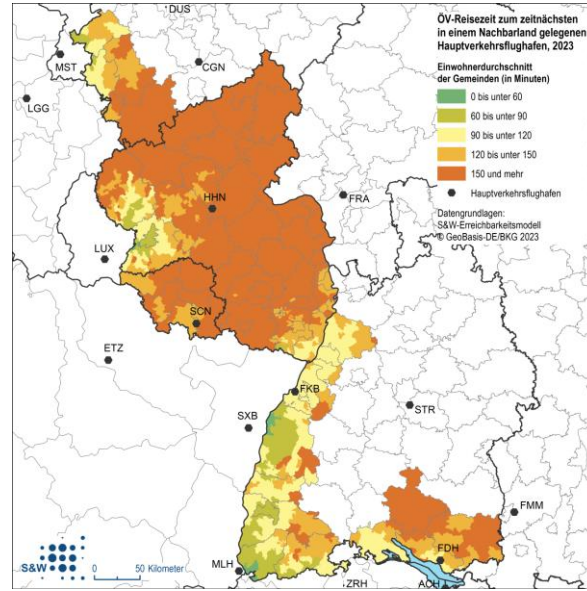 ÖV-Reisezeit zum zeitnächsten
in einem Nachbarland gelegenen
Hauptverkehrsflughafen, 2023
Einwohnerdurchschnitt
der Gemeinden (in Minuten)
0 bis unter 60
60 bis unter 90
90 bis unter 120
120 bis unter 150
150 und mehr
Hauptverkehrsflughafen
Datengrundlagen:
S&W-Erreichbarkeitsmodell
© GeoBasis-DE/BKG 2023
DUS
MST
CGN
LGG
HHN
FRA
LUX
SCN
ETZ
FKB
STR
SXB
FMM
FDH
MLH
ZRH
ACH
S&W
0 50 Kilometer